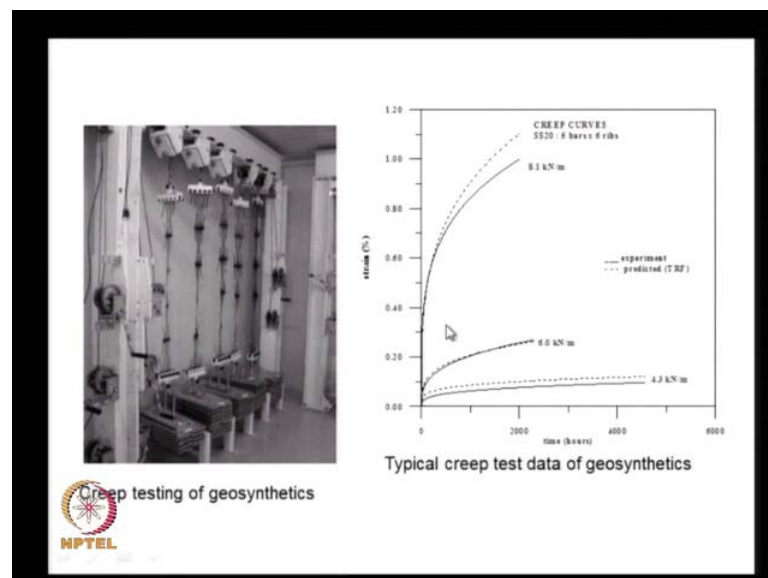 1.20
CREEP CURVES
SS20 : 5 bars x 6 ribs
1.00
8.1 kN/m
0.80
strain (%)
experiment
predicted (TRF)
0.60
0.40
6.0 kN/m
0.20
4.3 kN/m
0.00
0 2000 4000 6000
time (hours)
Typical creep test data of geosynthetics
Creep testing of geosynthetics
NPTEL